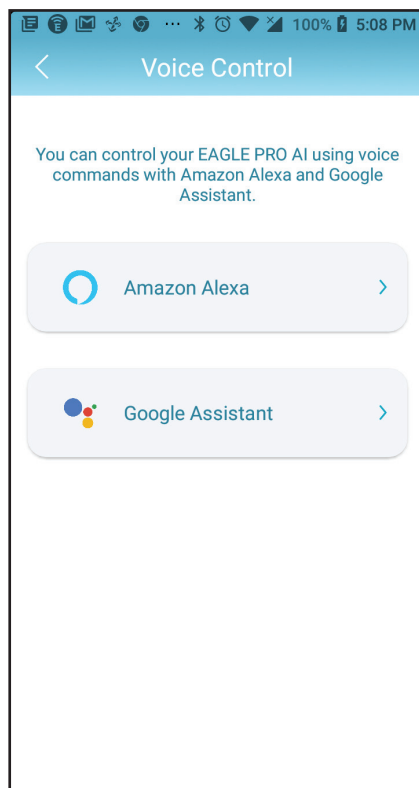 100% 5:08 PM
Voice Control
You can control your EAGLE PRO AI using voice
commands with Amazon Alexa and Google
Assistant.
Amazon Alexa
Google Assistant